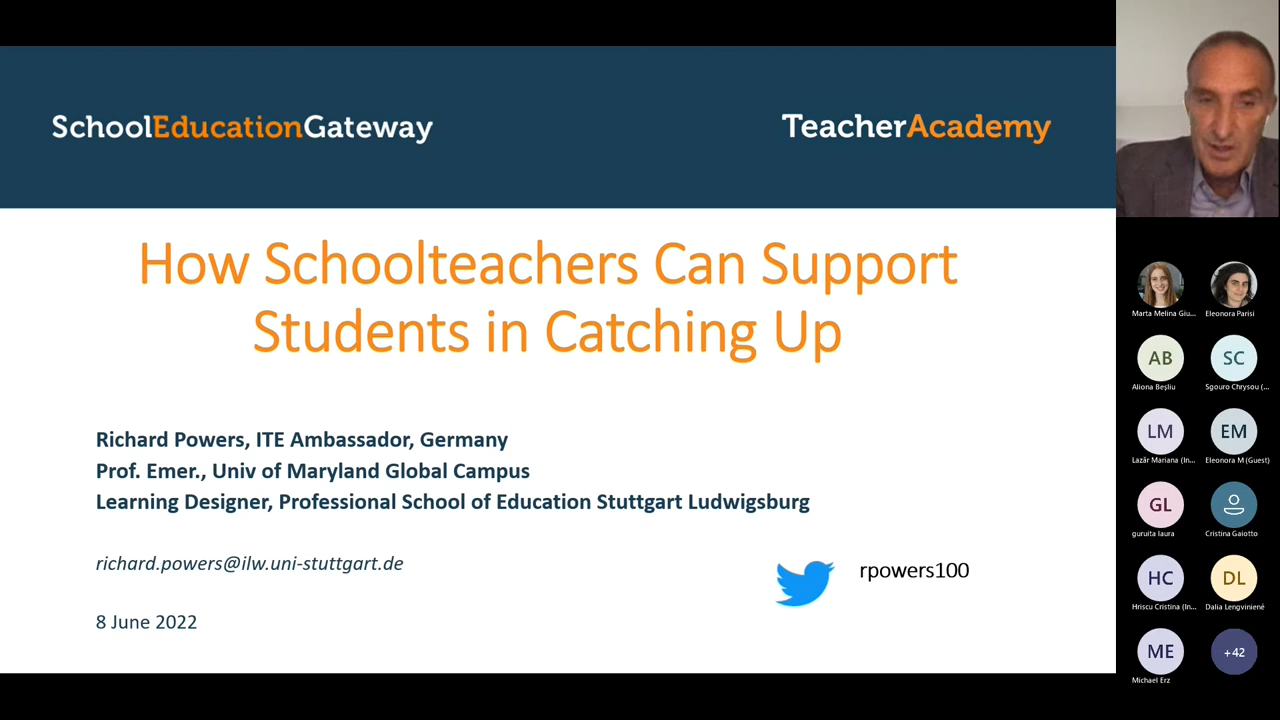 SchoolEducationGateway
TeacherAcademy
How Schoolteachers Can Support
Students in Catching Up
Richard Powers, ITE Ambassador, Germany
Prof. Emer., Univ of Maryland Global Campus
Learning Designer, Professional School of Education Stuttgart Ludwigsburg
richard.powers@ilw.uni-stuttgart.de
rpowers100
8 June 2022
Marta Melina Giu...
Eleonora Parisi
AB
SC
Aliona Beşliu
Sgouro Chrysou (...
LM
EM
Lazăr Mariana (In...
Eleonora M (Guest)
GL
guruita laura
Cristina Gaiotto
HC
DL
Hriscu Cristina (In...
Dalia Lengvinienė
ME
+42
Michael Erz